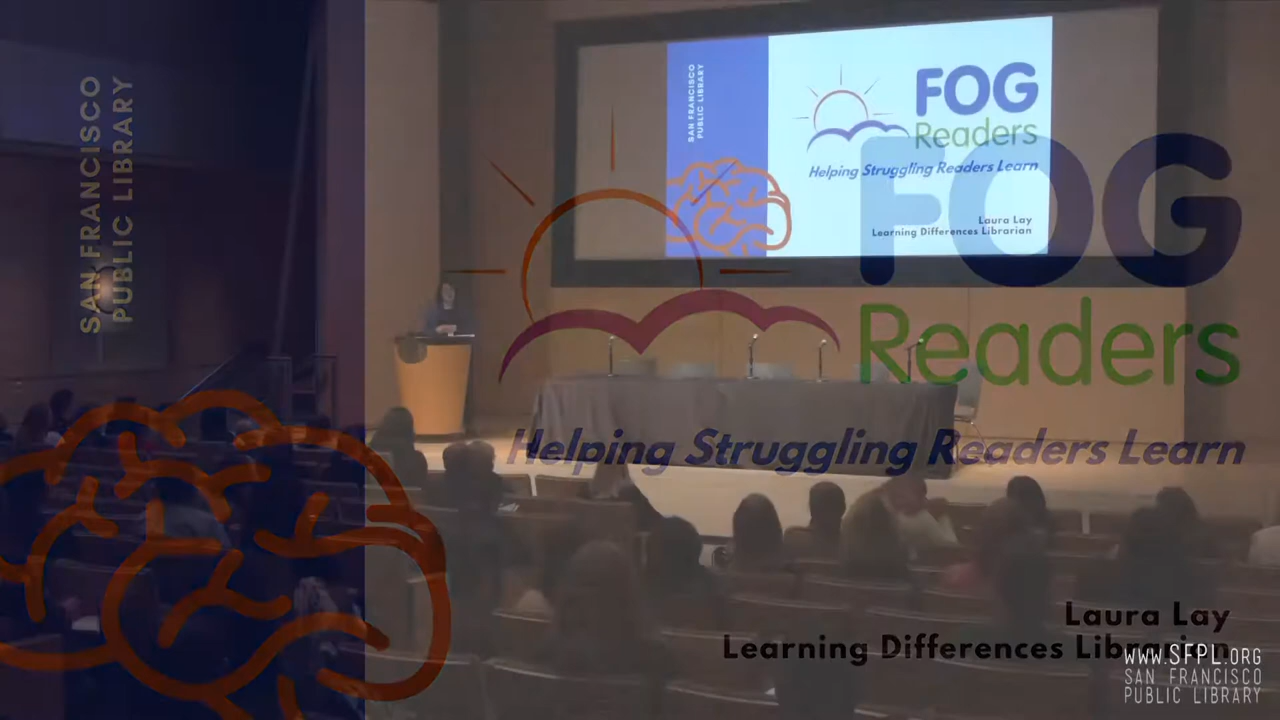 SAN FRANCISCO
PUBLIC LIBRARY
FOG
Readers
Helping Struggling Readers Learn
Laura Lay
Learning Differences Librarian
SAN FRANCISCO
PUBLIC LIBRARY
FOG
Readers
Helping Struggling Readers Learn
Laura Lay
Learning Differences Librarian
WWW.SFPL.ORG
SAN FRANCISCO
PUBLIC LIBRARY